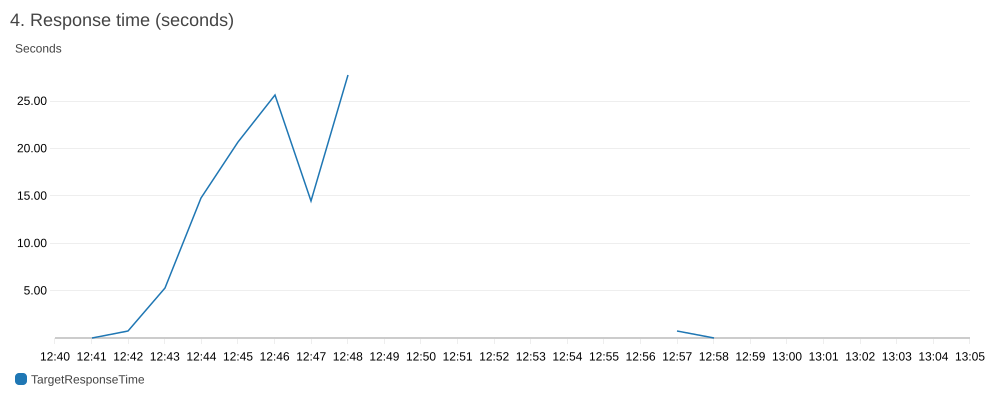 4. Response time (seconds)
Seconds
25.00
20.00
15.00
10.00
5.00
12:40 12:41 12:42 12:43 12:44 12:45 12:46 12:47 12:48 12:49 12:50 12:51 12:52 12:53 12:54 12:55 12:56 12:57 12:58 12:59 13:00 13:01 13:02 13:03 13:04 13:05
TargetResponseTime